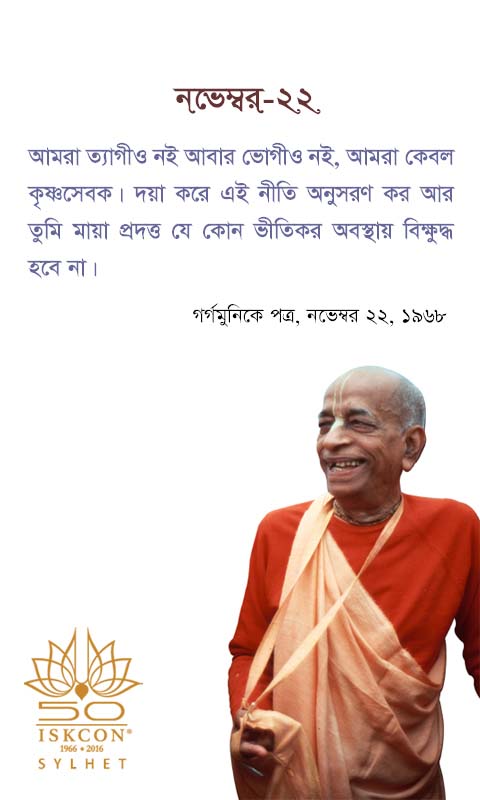 নভেম্বর-২২
আমরা ত্যাগীও নই আবার ভোগীও নই, আমরা কেবল
কৃষ্ণসেবক। দয়া করে এই নীতি অনুসরণ কর আর
তুমি মায়া প্রদত্ত যে কোন ভীতিকর অবস্থায় বিক্ষুদ্ধ
হবে না।
গর্গমুনিকে পত্র, নভেম্বর ২২, ১৯৬৮
50
ISKCON®
1966 • 2016
SYLHET